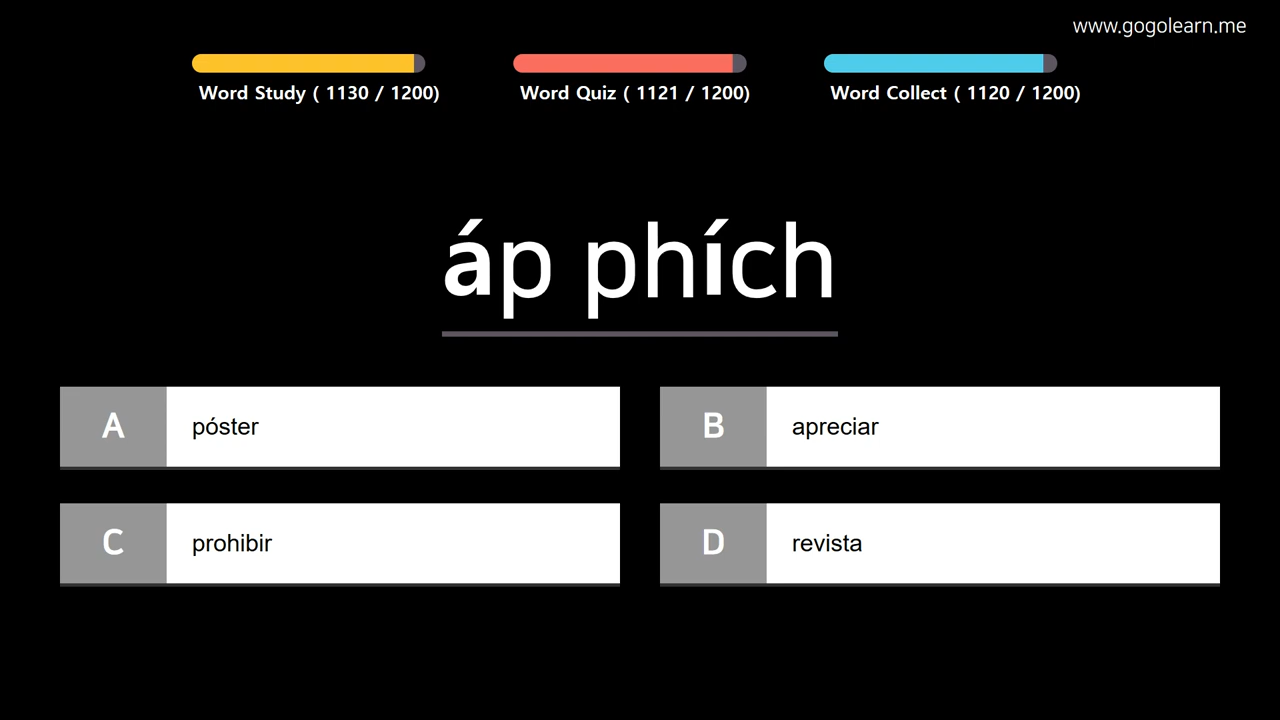 www.gogolearn.me
Word Study ( 1130 / 1200)
Word Quiz ( 1121 / 1200)
Word Collect ( 1120 / 1200)
áp phích
A póster
B apreciar
C prohibir
D revista